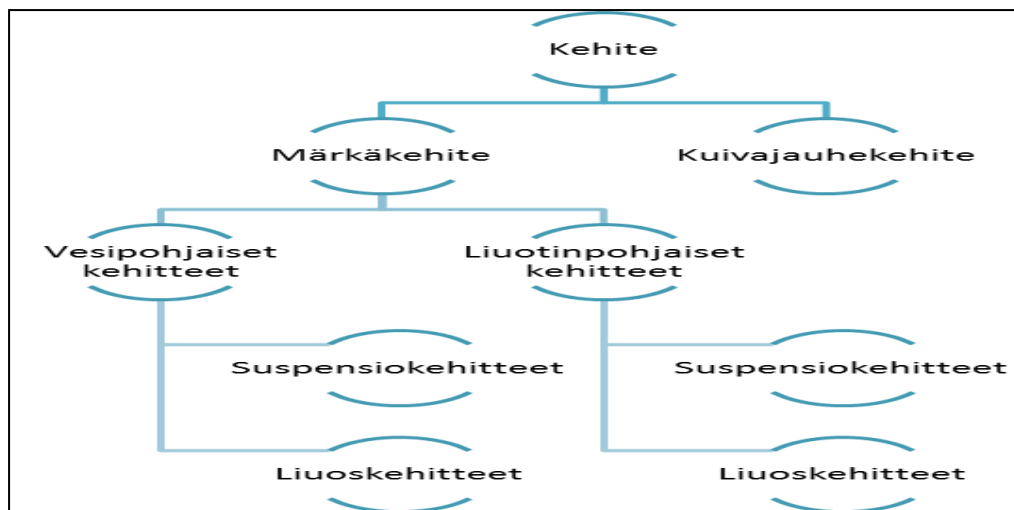 Kehite
Märkäkehite
Kuivajauhekehite
Vesipohjaiset
kehitteet
Liuotinpohjaiset
kehitteet
Suspensiokehitteet
Suspensiokehitteet
Liuoskehitteet
Liuoskehitteet